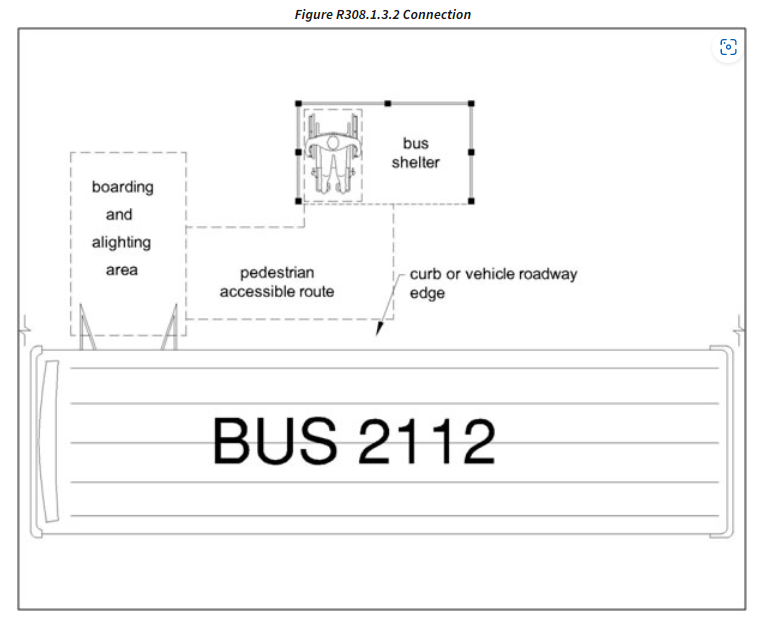 Figure R308.1.3.2 Connection
bus
shelter
boarding
and
alighting
area
pedestrian
accessible route
curb or vehicle roadway
edge
BUS 2112